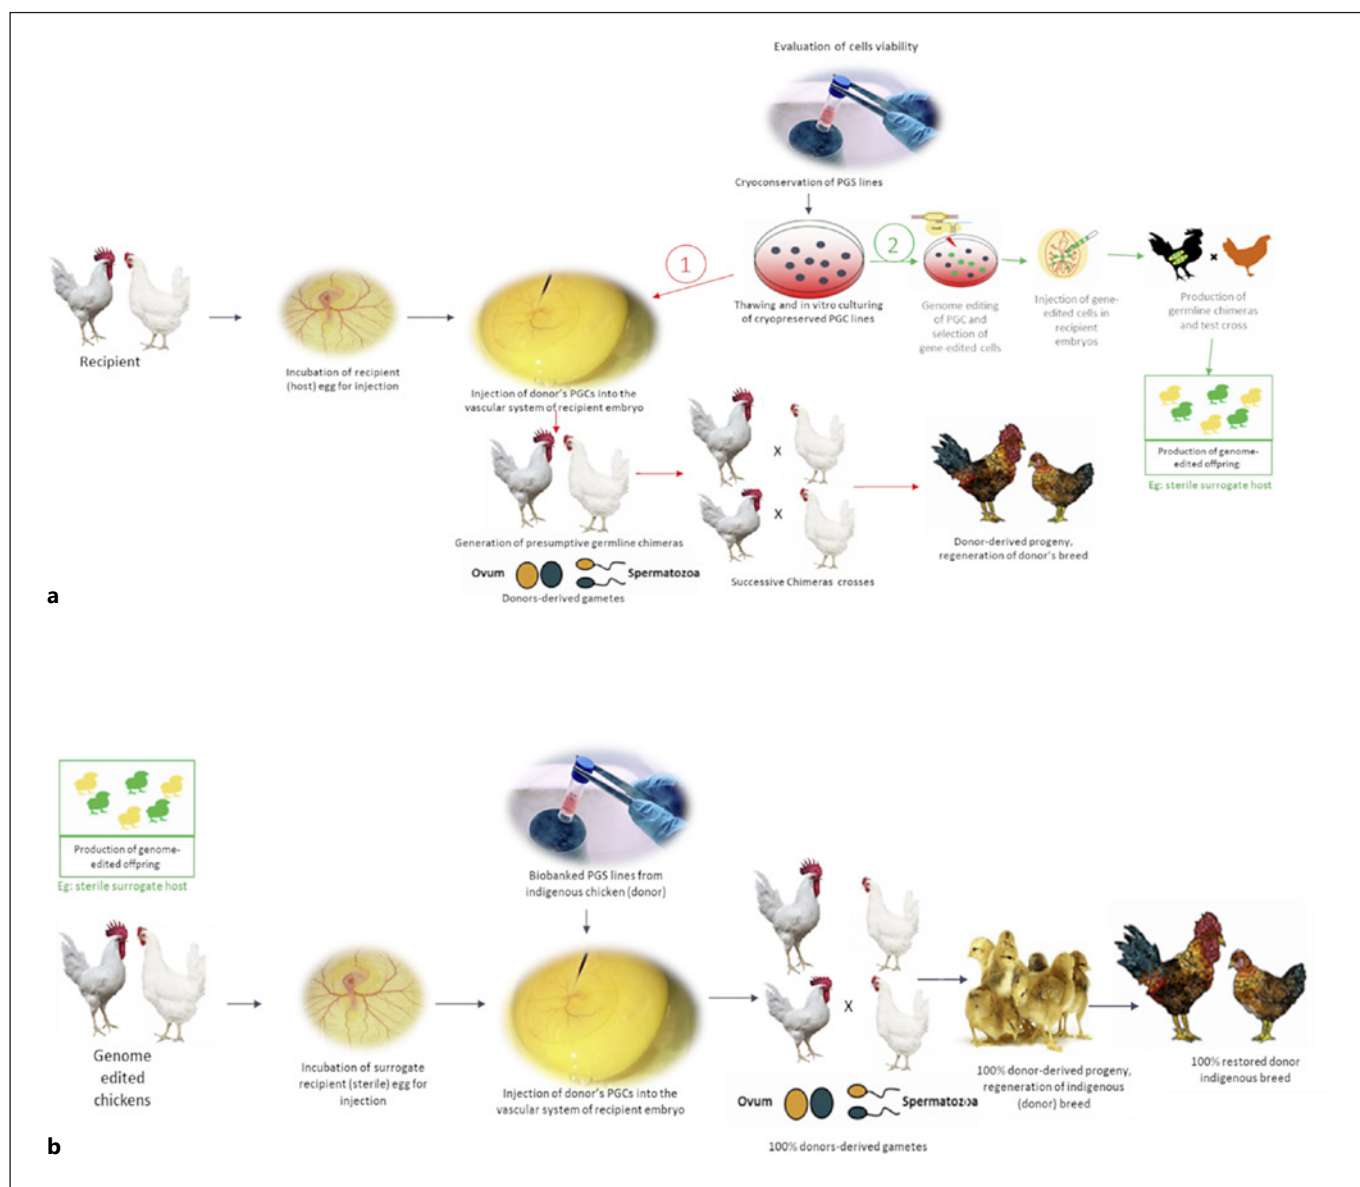 Evaluation of cells viability
Cryoconservation of PGS lines
1
2
Thawing and in vitro culturing
of cryopreserved PGC lines
Genome editing
of PGC and
selection of
gene-edited cells
Injection of gene-
edited cells in
recipient
embryos
Production of
germline chimeras
and test cross
Recipient
Incubation of recipient
(host) egg for injection
Injection of donor's PGCs into the
vascular system of recipient embryo
Production of genome-
edited offpring:
Eg: sterile surrogate host
X
X
Generation of presumptive germline chimeras
Ovum
Spermatozoa
Donors-derived gametes
Successive Chimeras crosses
Donor-derived progeny,
regeneration of donor's breed
a
Production of genome-
edited offpring
Eg: sterile surrogate host
Biobanked PGS lines from
indigenous chicken (donor)
Genome
edited
chickens
Incubation of surrogate
recipient (sterile) egg for
injection
Injection of donor's PGCs into the
vascular system of recipient embryo
X
Ovum
Spermatozoa
100% donors-derived gametes
100% donor-derived progeny,
regeneration of indigenous
(donor) breed
100% restored donor
indigenous breed
b